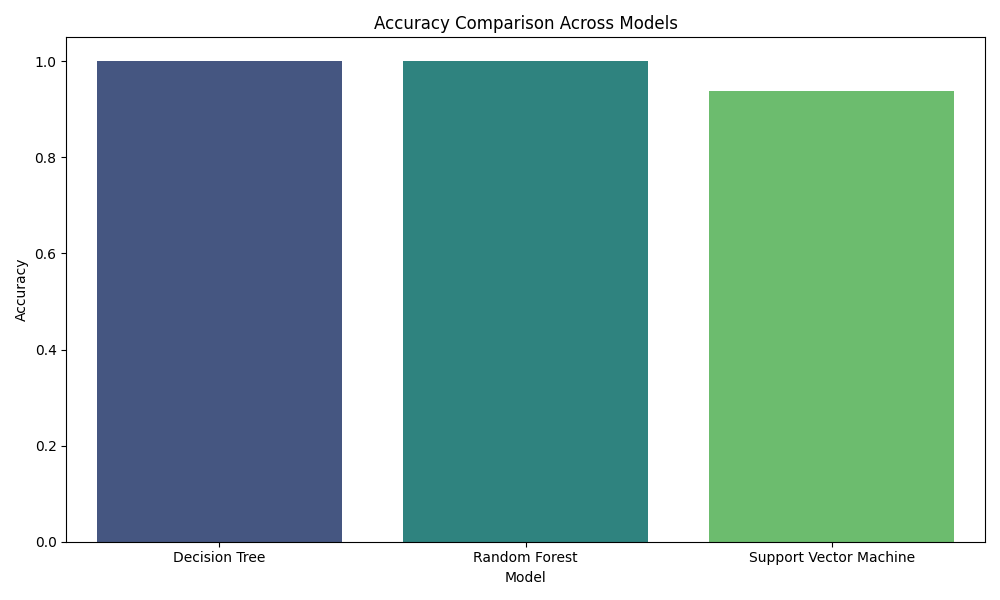 Accuracy Comparison Across Models
Accuracy
1.0
0.8
0.6
0.4
0.2
0.0
Decision Tree
Random Forest
Support Vector Machine
Model